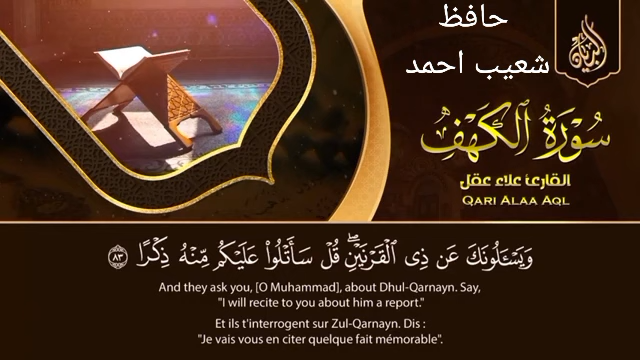 حافظ
شعيب احمد
سُورَةُ الكَهْفِ
القارئ علاء عقل
QARI ALAA AQL
وَيَسْـَٔلُونَكَ عَن ذِى ٱلْقَرْنَيْنِ ۖ قُلْ سَأَتْلُوا۟ عَلَيْكُم مِّنْهُ ذِكْرًا ﴿٨٣﴾
And they ask you, [O Muhammad], about Dhul-Qarnayn. Say,
"I will recite to you about him a report."
Et ils t'interrogent sur Zul-Qarnayn. Dis :
"Je vais vous en citer quelque fait mémorable".